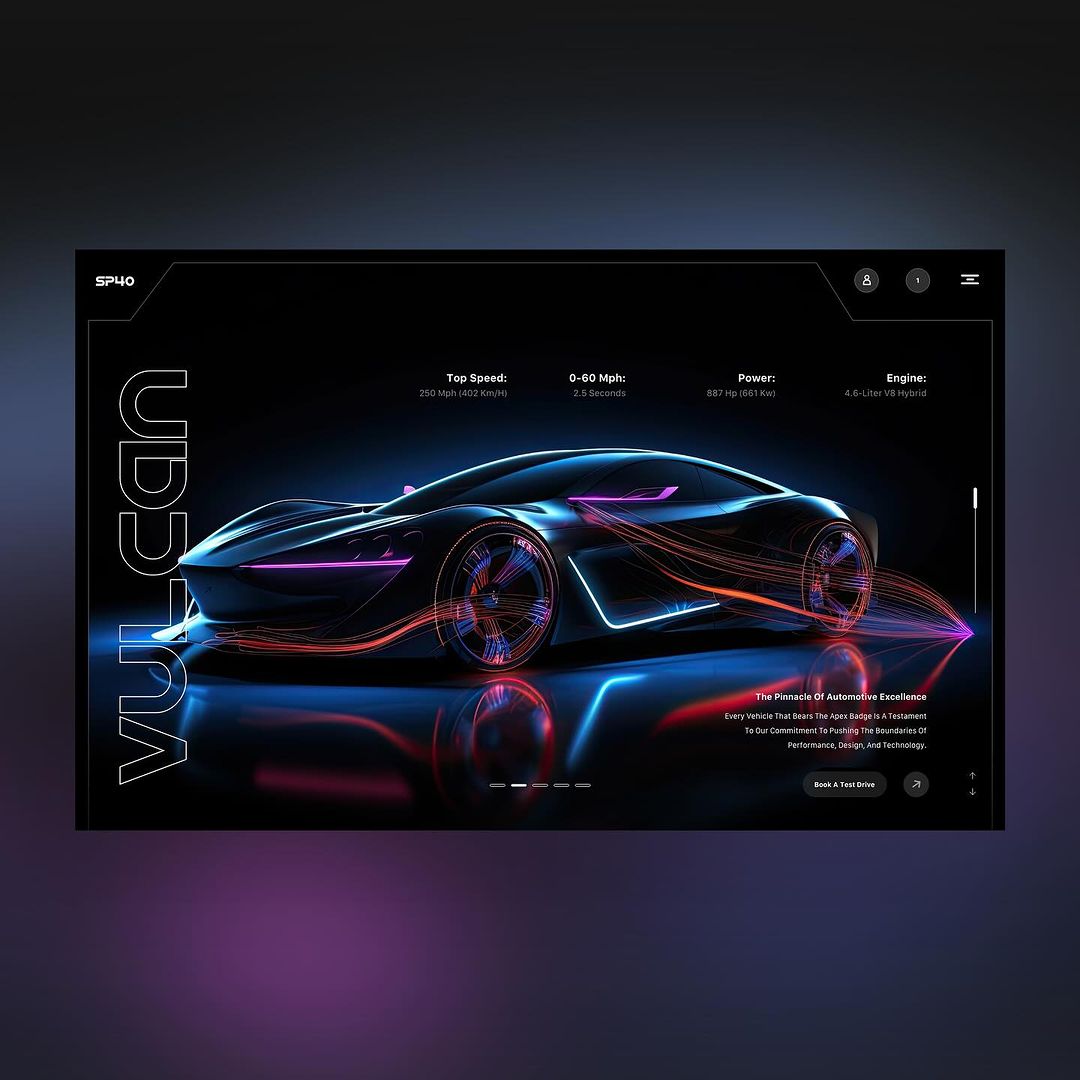 SP40
1
vulcan
Top Speed:
250 Mph (402 Km/H)
0-60 Mph:
2.5 Seconds
Power:
887 Hp (661 Kw)
Engine:
4.6-Liter V8 Hybrid
The Pinnacle Of Automotive Excellence
Every Vehicle That Bears The Apex Badge Is A Testament
To Our Commitment To Pushing The Boundaries Of
Performance, Design, And Technology.
Book A Test Drive